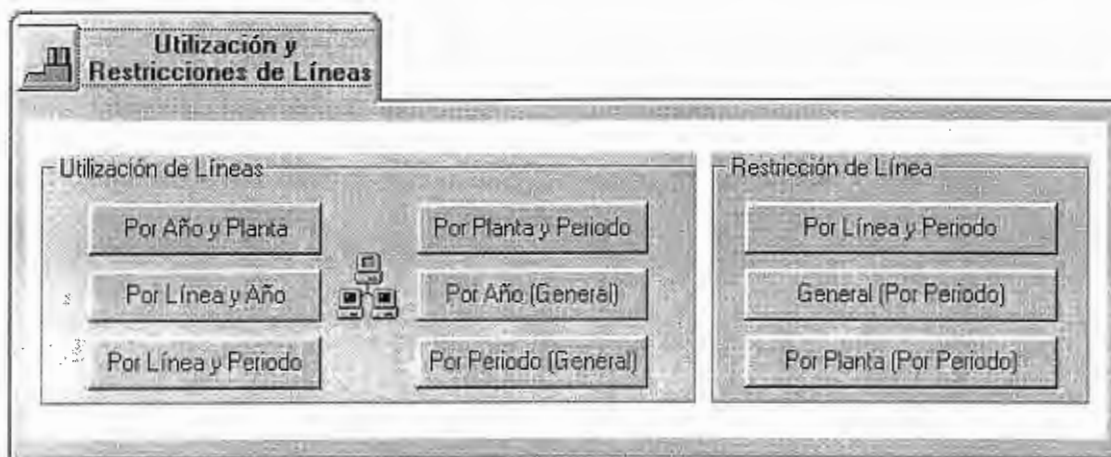 Utilización y
Restricciones de Líneas
Utilización de Líneas
Por Año y Planta
Por Planta y Periodo
Por Línea y Año
Por Año (General)
Por Línea y Periodo
Por Periodo (General)
Restricción de Línea
Por Línea y Periodo
General (Por Periodo)
Por Planta (Por Periodo)